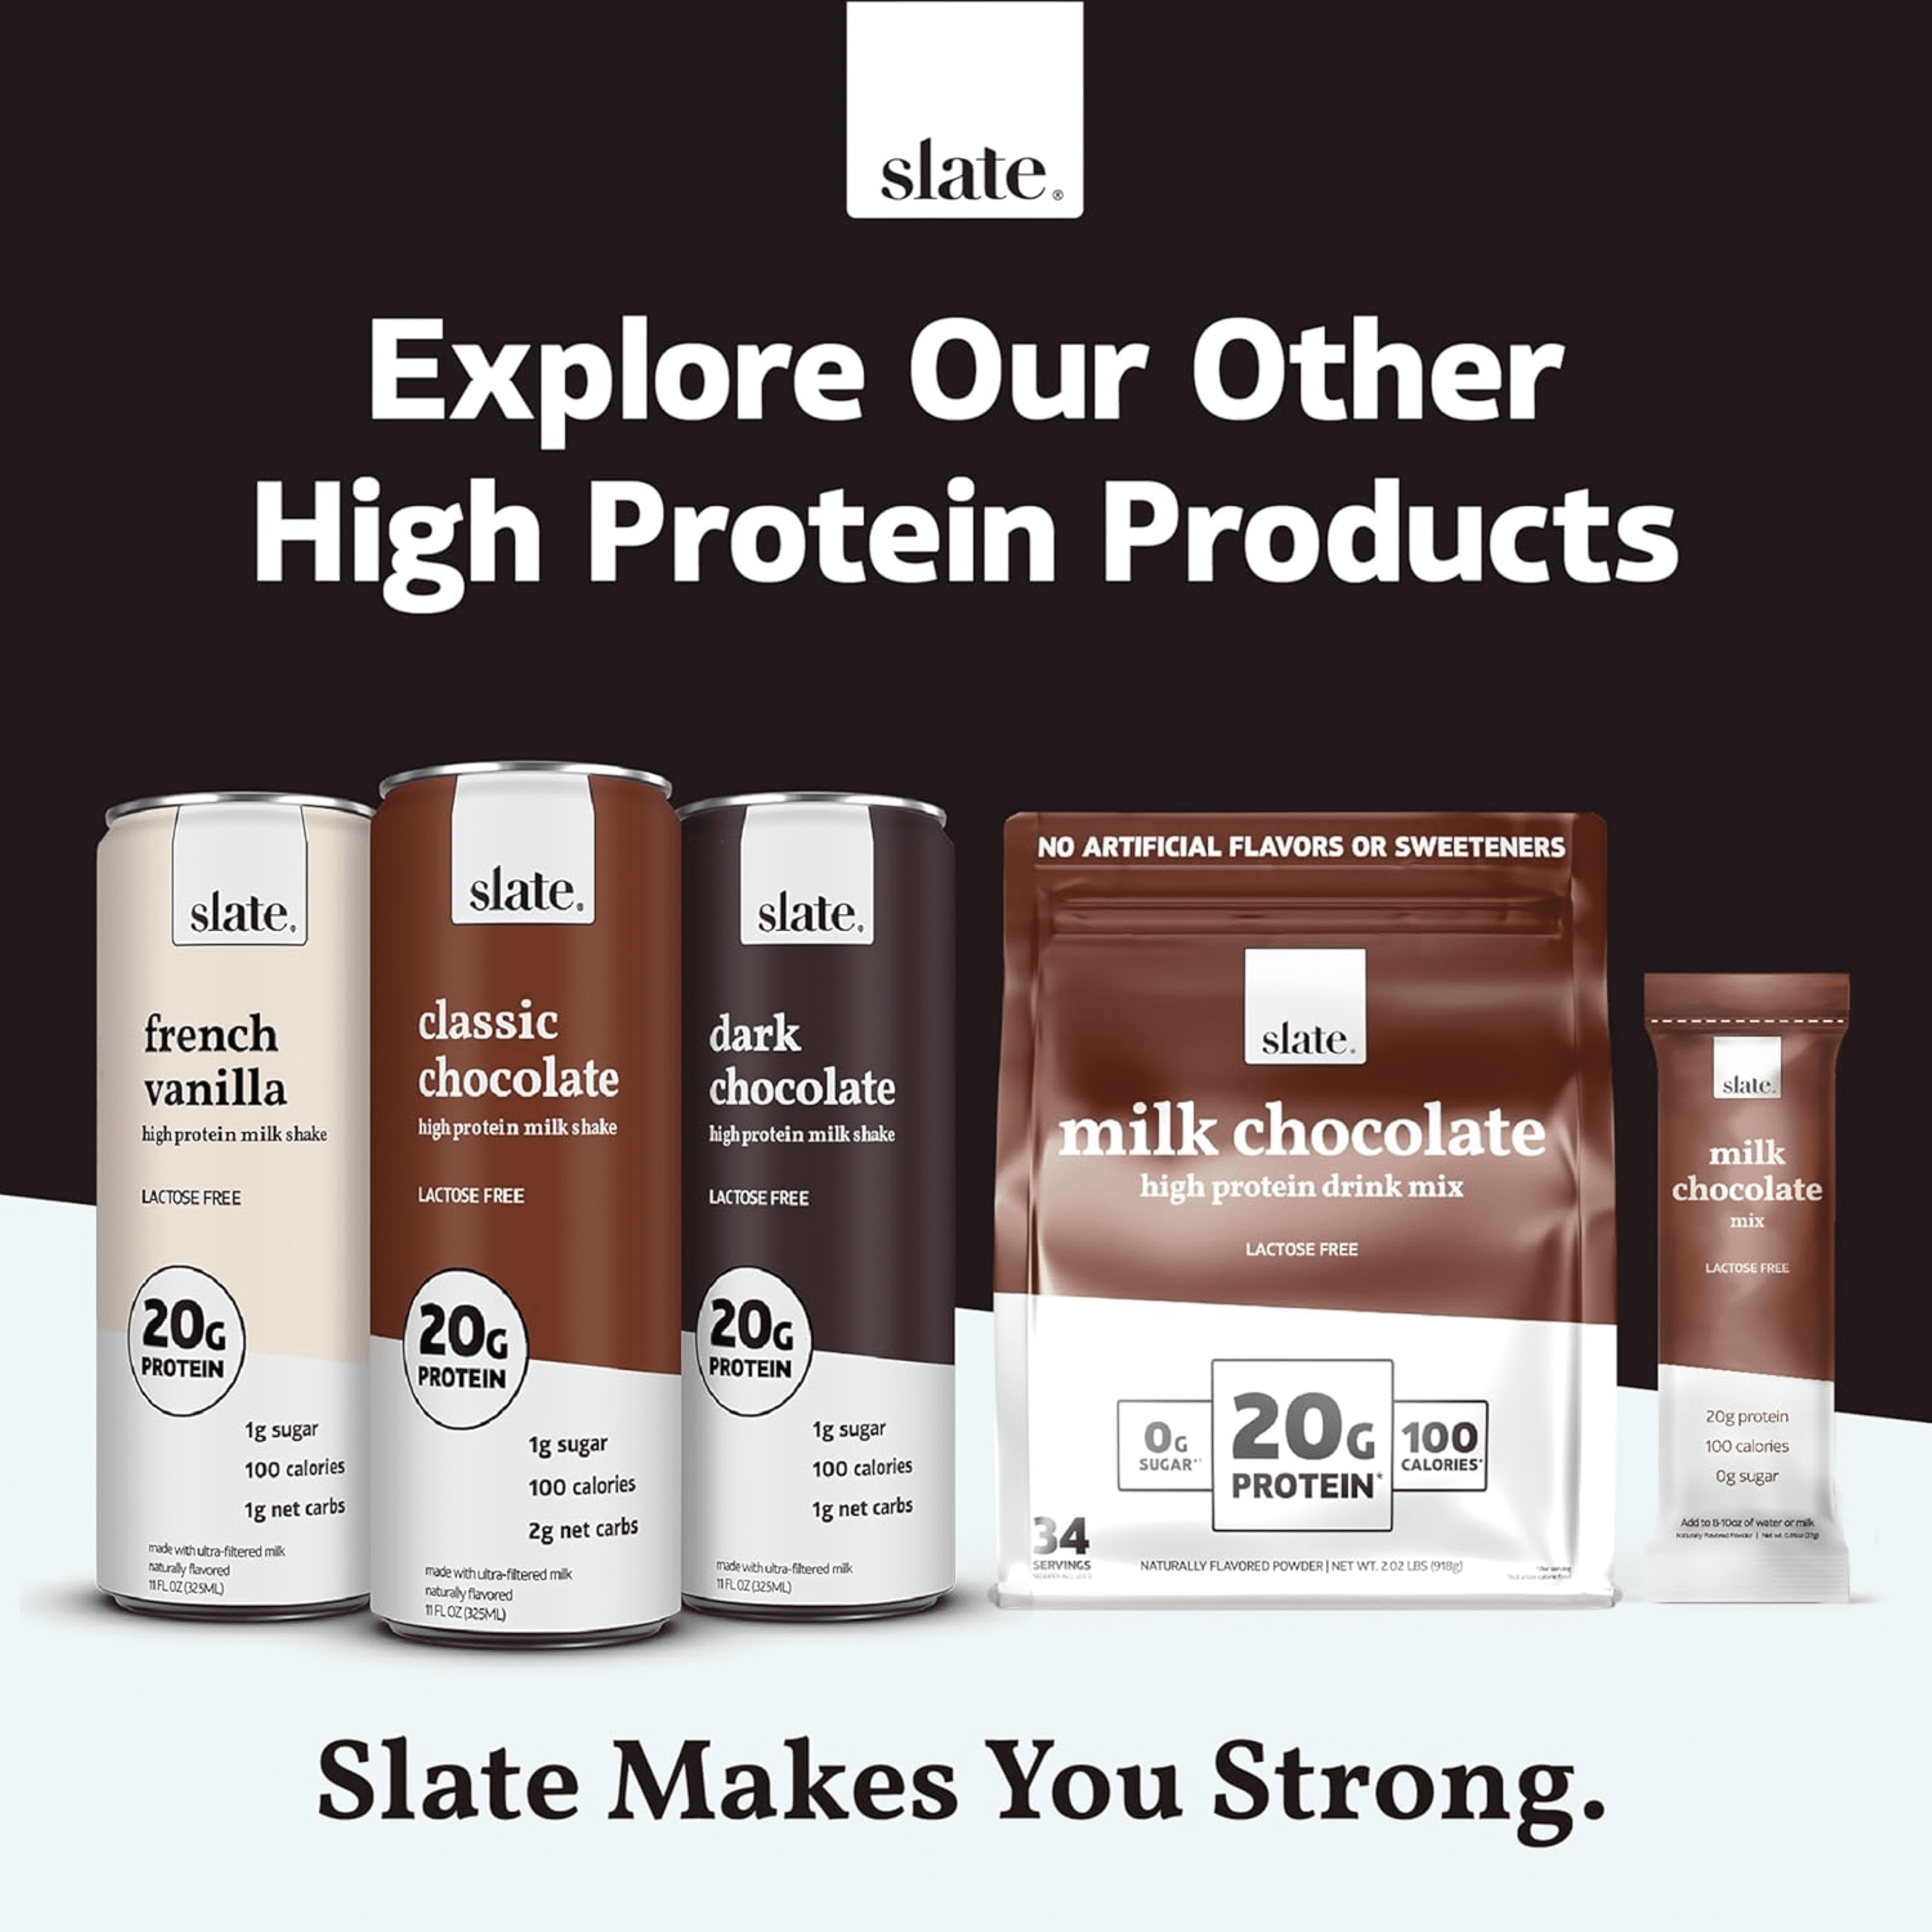 slate.®
Explore Our Other
High Protein Products
slate.
french
vanilla
high protein milk shake
LACTOSE FREE
20G
PROTEIN
1g sugar
100 calories
1g net carbs
made with ultra-filtered milk
naturally flavored
11 FL OZ (325ML)
slate.
classic
chocolate
high protein milk shake
LACTOSE FREE
20G
PROTEIN
1g sugar
100 calories
2g net carbs
made with ultra-filtered milk
naturally flavored
11 FL OZ (325ML)
slate.
dark
chocolate
high protein milk shake
LACTOSE FREE
20G
PROTEIN
1g sugar
100 calories
1g net carbs
made with ultra-filtered milk
11 FL OZ (325ML)
NO ARTIFICIAL FLAVORS OR SWEETENERS
slate.
milk chocolate
high protein drink mix
LACTOSE FREE
0G
SUGAR**
20G
PROTEIN*
100
CALORIES*
34
SERVINGS
NATURALLY FLAVORED POWDER | NET WT. 2.02 LBS (918g)
*Per serving
slate.
milk
chocolate
mix
LACTOSE FREE
20g protein
100 calories
0g sugar
Add to 8-10oz of water or milk
Naturally Flavored Powder | Net wt.
Slate Makes You Strong.